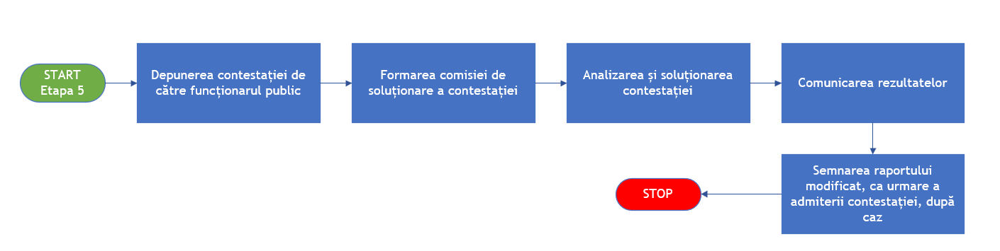 START
Etapa 5
Depunerea contestației de
către funcționarul public
Formarea comisiei de
soluționare a contestației
Analizarea și soluționarea
contestației
Comunicarea rezultatelor
Semnarea raportului
modificat, ca urmare a
admiterii contestației, după
caz
STOP